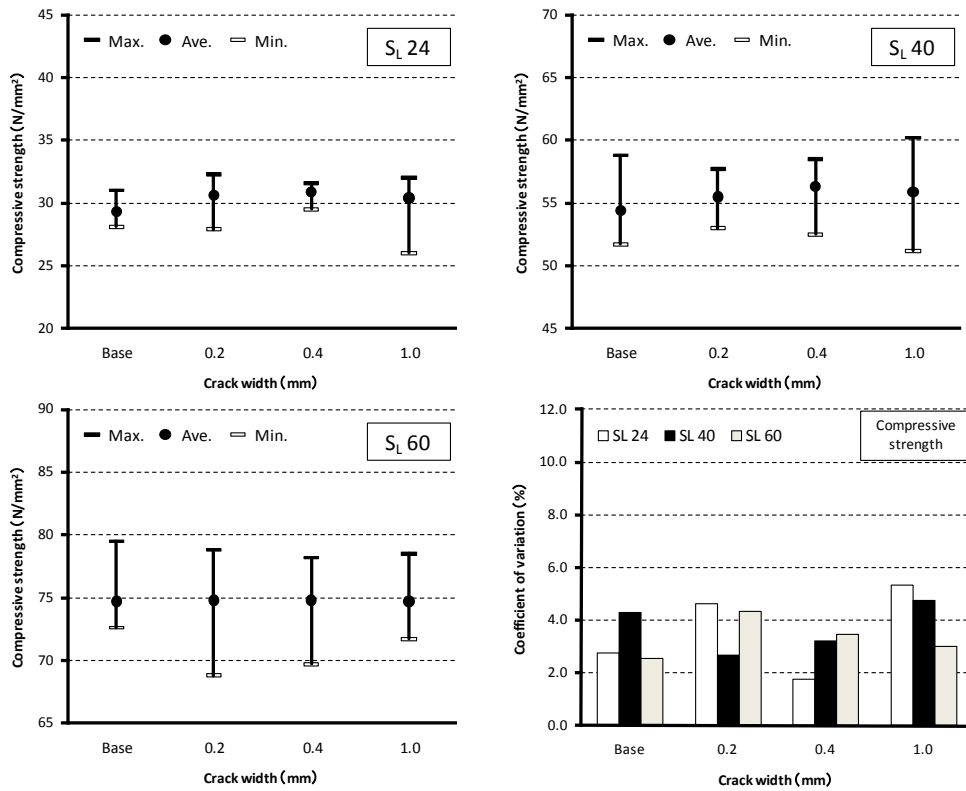 45
40
35
30
25
20
Compressive strength (N/mm²)
Max. Ave. Min.
S_L 24
Base 0.2 0.4 1.0
Crack width (mm)
70
65
60
55
50
45
Compressive strength (N/mm²)
Max. Ave. Min.
S_L 40
Base 0.2 0.4 1.0
Crack width (mm)
90
85
80
75
70
65
Compressive strength (N/mm²)
Max. Ave. Min.
S_L 60
Base 0.2 0.4 1.0
Crack width (mm)
12.0
10.0
8.0
6.0
4.0
2.0
0.0
Coefficient of variation (%)
SL 24 SL 40 SL 60
Compressive
strength
Base 0.2 0.4 1.0
Crack width (mm)